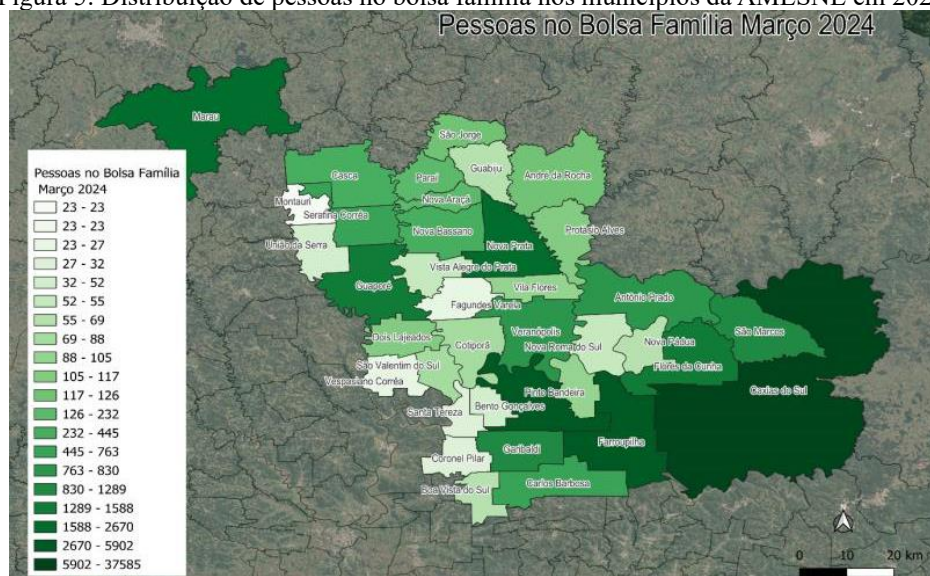 Figura 5: Distribuição de pessoas no bolsa família nos municípios da AMESNE em 202
Pessoas no Bolsa Família Março 2024
Marau
São Jorge
Guabiju
André da Rocha
Casca
Paraí
Nova Araçá
Montauri
Serafina Corrêa
Nova Bassano
Protásio Alves
União da Serra
Nova Prata
Vista Alegre do Prata
Guaporé
Vila Flores
Fagundes Varela
Antônio Prado
Dois Lajeados
Cotiporã
Veranópolis
Nova Roma do Sul
Nova Pádua
São Marcos
São Valentim do Sul
Flores da Cunha
Vespasiano Corrêa
Pinto Bandeira
Caxias do Sul
Santa Tereza
Bento Gonçalves
Farroupilha
Coronel Pilar
Garibaldi
Boa Vista do Sul
Carlos Barbosa
Pessoas no Bolsa Família
Março 2024
23 - 23
23 - 23
23 - 27
27 - 32
32 - 52
52 - 55
55 - 69
69 - 88
88 - 105
105 - 117
117 - 126
126 - 232
232 - 445
445 - 763
763 - 830
830 - 1289
1289 - 1588
1588 - 2670
2670 - 5902
5902 - 37585
0 10 20 km